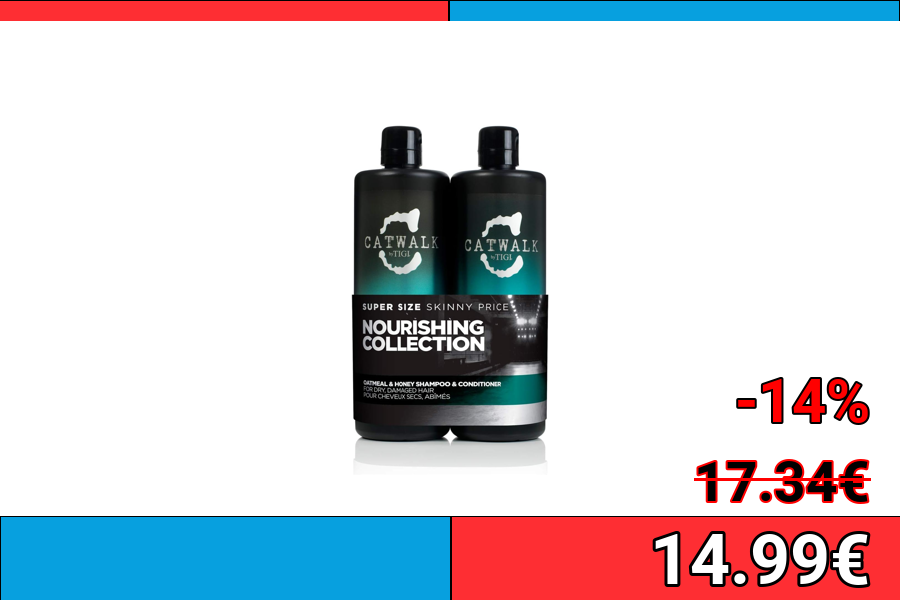 CATWALK
by TIGI
CATWALK
by TIGI
SUPER SIZE SKINNY PRICE
NOURISHING
COLLECTION
OATMEAL & HONEY SHAMPOO & CONDITIONER
FOR DRY, DAMAGED HAIR
POUR CHEVEUX SECS, ABÎMÉS
-14%
17.34€
14.99€